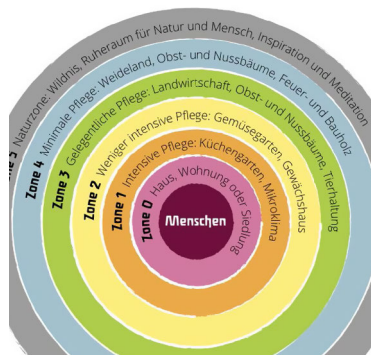 Zone 5 Naturzone: Wildnis, Ruheraum für Natur und Mensch, Inspiration und Meditation
Zone 4 Minimale Pflege: Weideland, Obst- und Nussbäume, Feuer- und Bauholz
Zone 3 Gelegentliche Pflege: Landwirtschaft, Obst- und Nussbäume, Tierhaltung
Zone 2 Weniger intensive Pflege: Gemüsegarten, Gewächshaus
Zone 1 Intensive Pflege: Küchengarten, Mikroklima
Zone 0 Haus, Wohnung oder Siedlung
Menschen